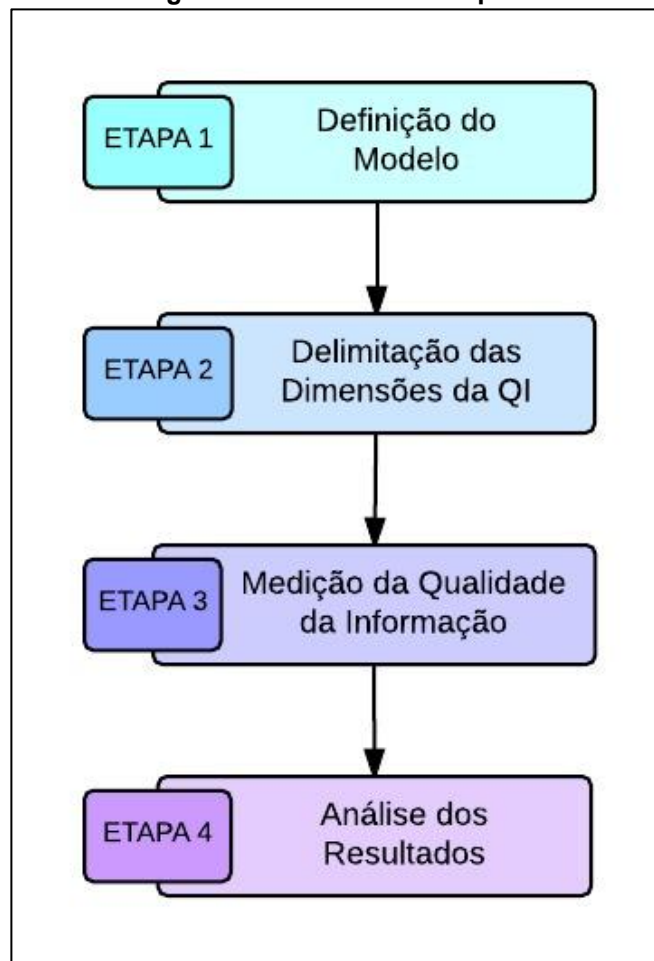 ETAPA 1
Definição do
Modelo
ETAPA 2
Delimitação das
Dimensões da QI
ETAPA 3
Medição da Qualidade
da Informação
ETAPA 4
Análise dos
Resultados